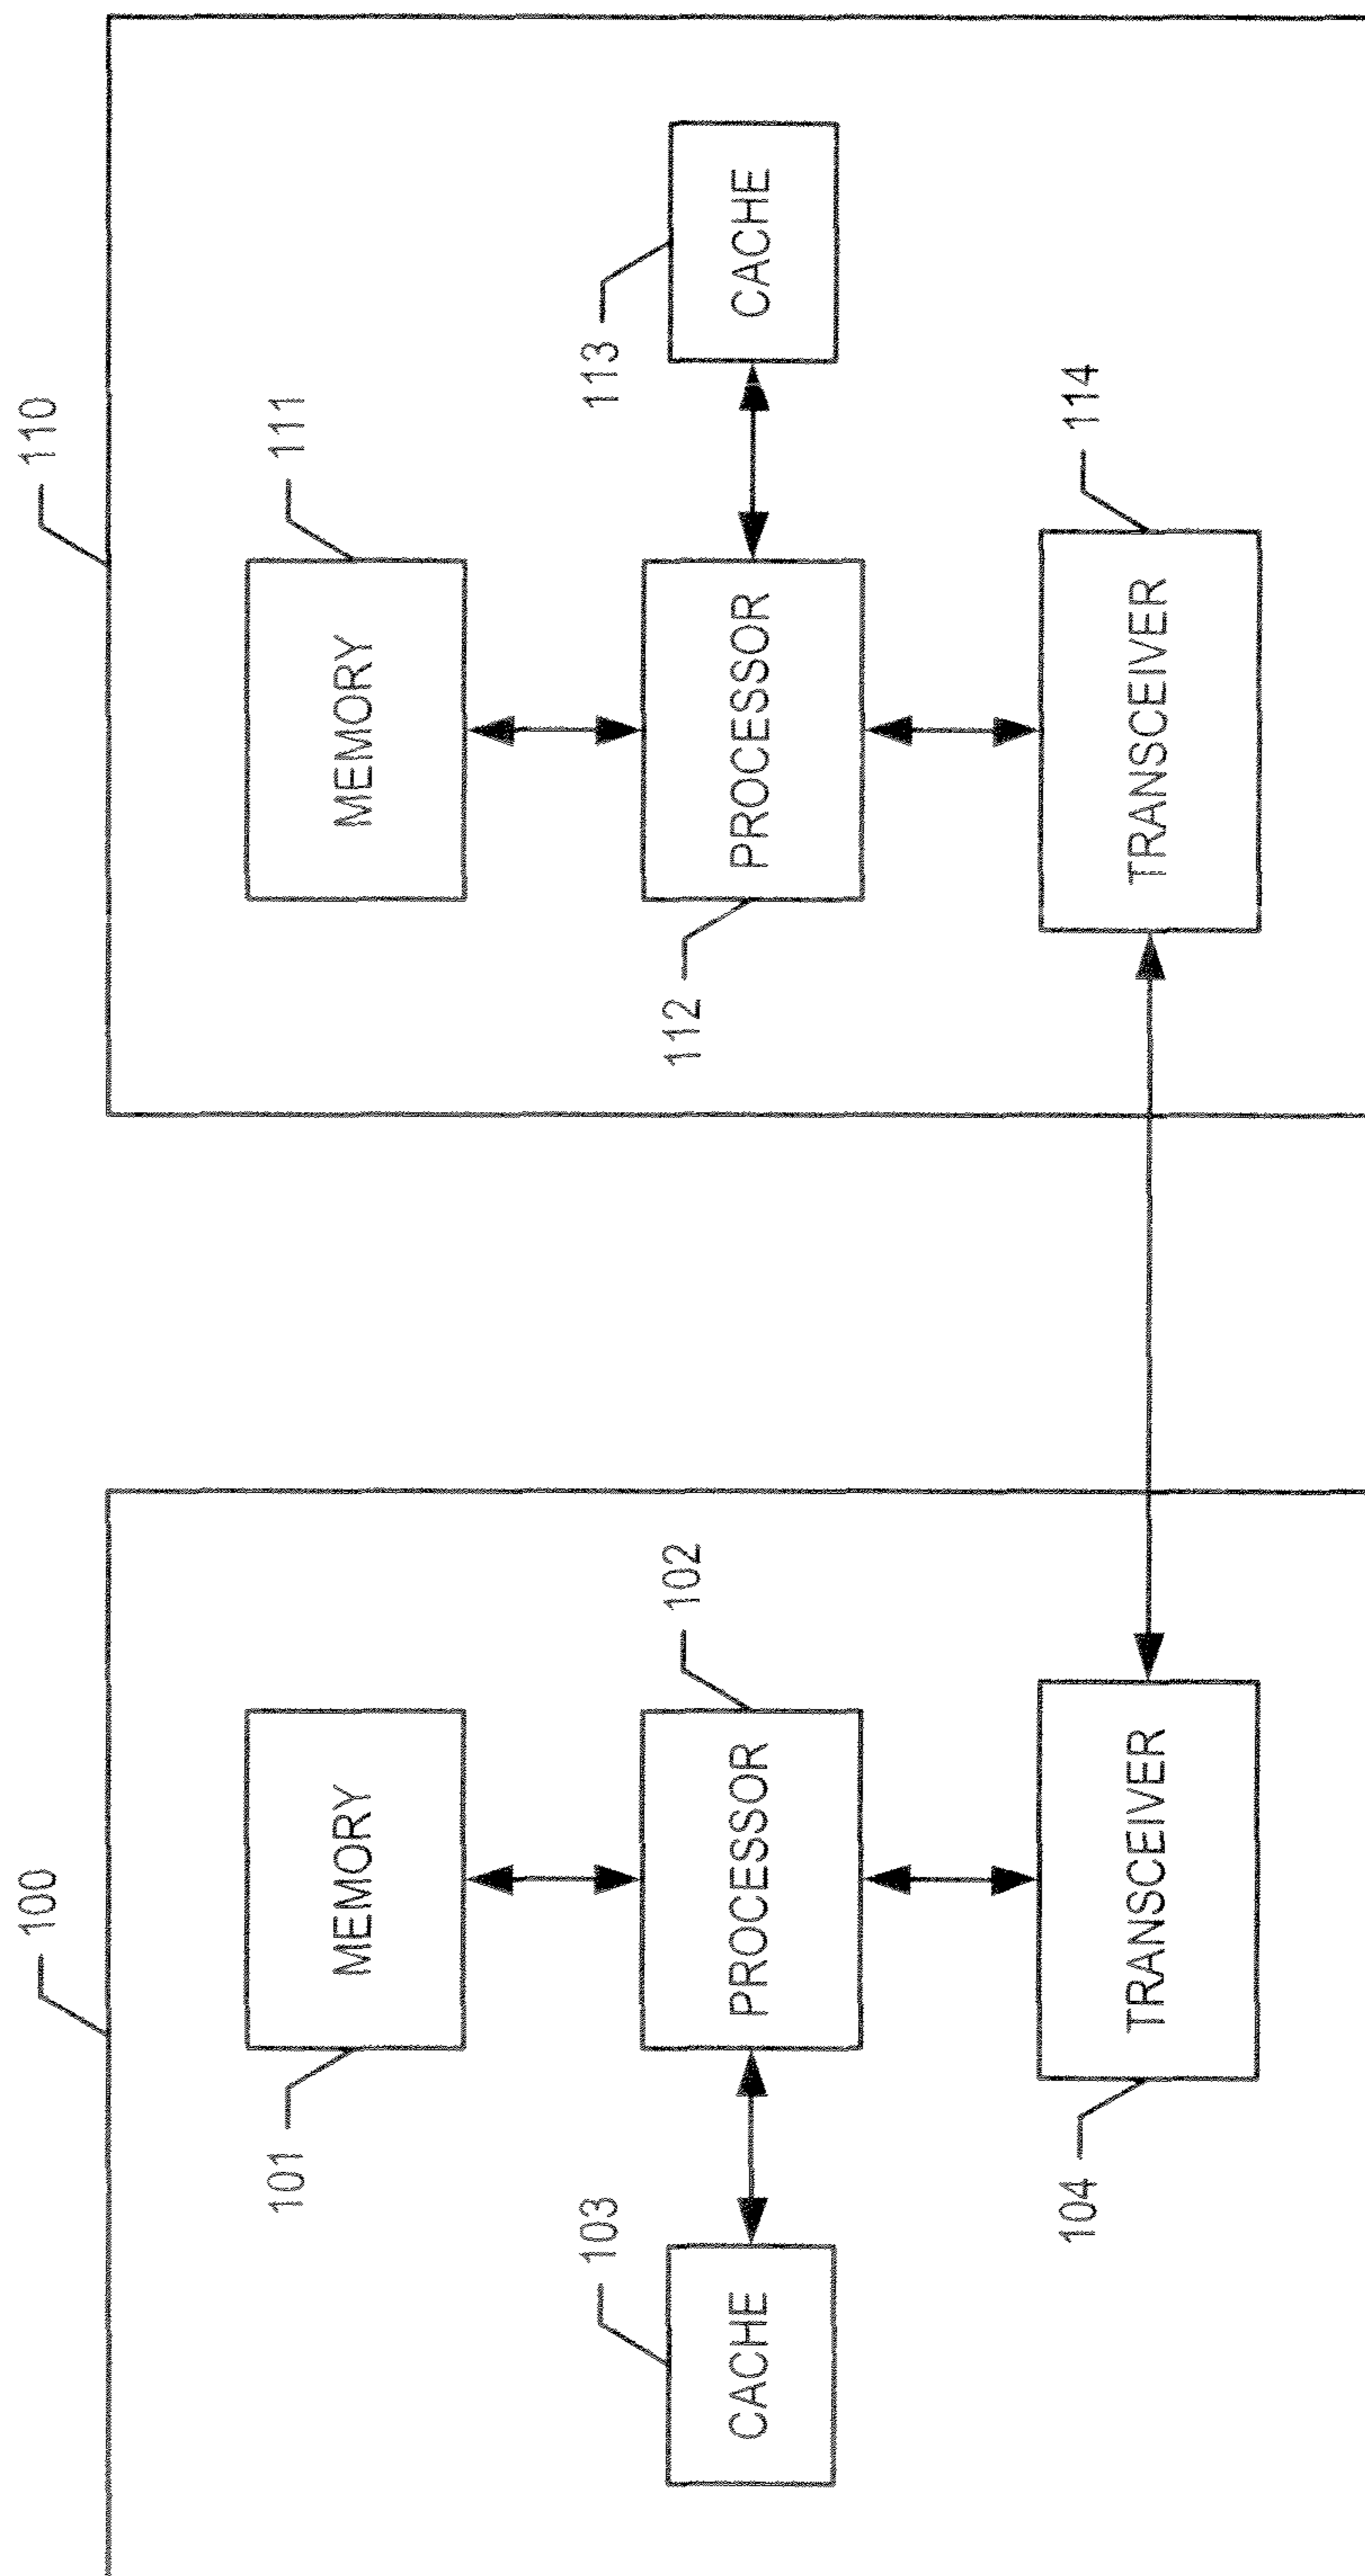 100
110
101
MEMORY
111
MEMORY
103
CACHE
102
PROCESSOR
112
PROCESSOR
113
CACHE
104
TRANSCEIVER
114
TRANSCEIVER